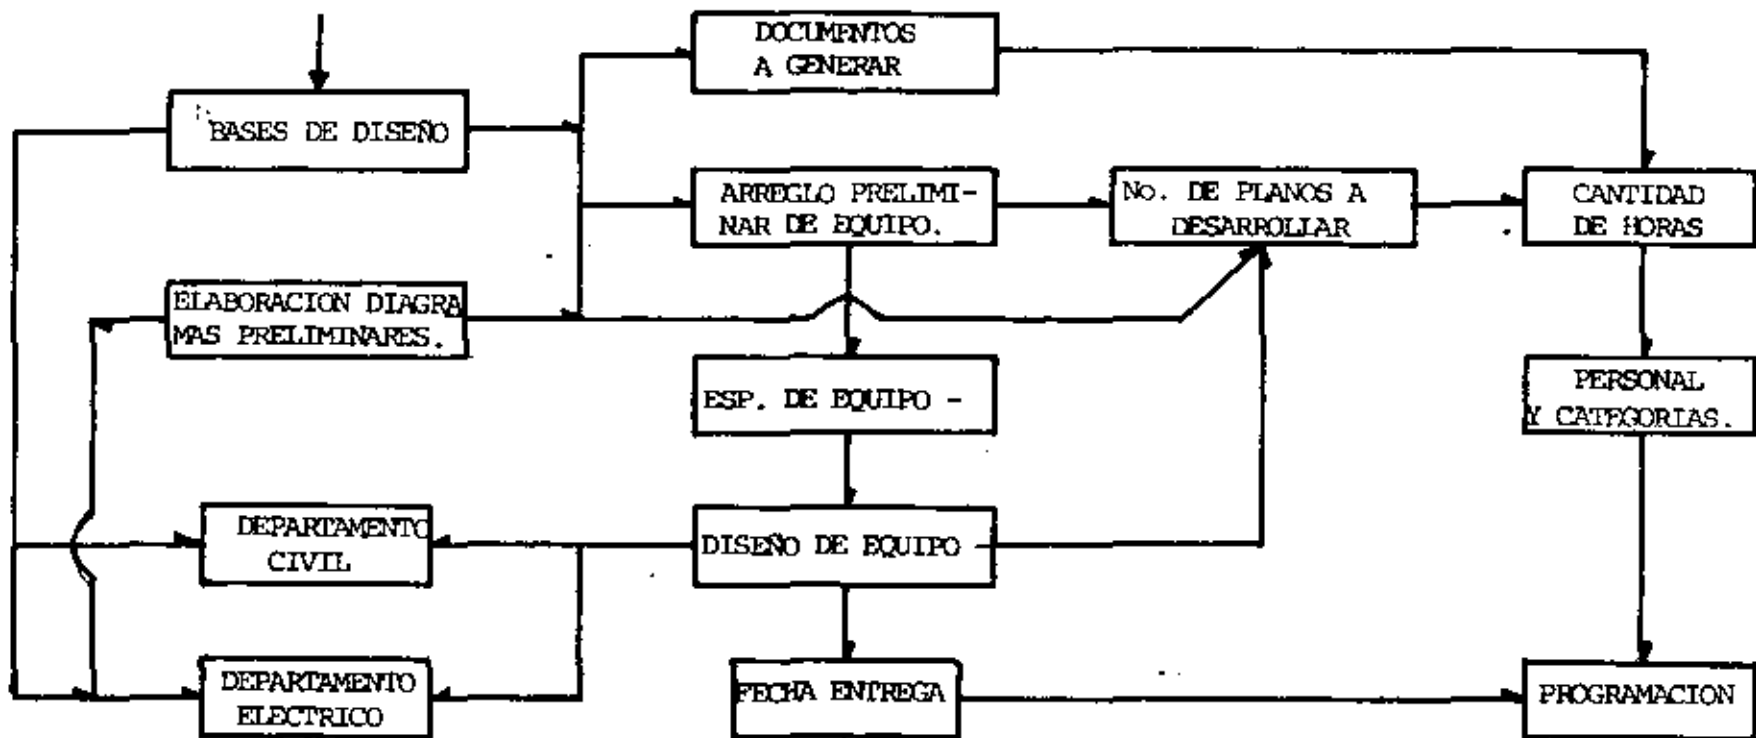 DOCUMENTOS
A GENERAR
BASES DE DISEÑO
ARREGLO PRELIMI-
NAR DE EQUIPO.
No. DE PLANOS A
DESARROLLAR
CANTIDAD
DE HORAS
ELABORACION DIAGRA
MAS PRELIMINARES.
ESP. DE EQUIPO -
PERSONAL
Y CATEGORIAS.
DEPARTAMENTO
CIVIL
DISEÑO DE EQUIPO -
DEPARTAMENTO
ELECTRICO
FECHA ENTREGA
PROGRAMACION